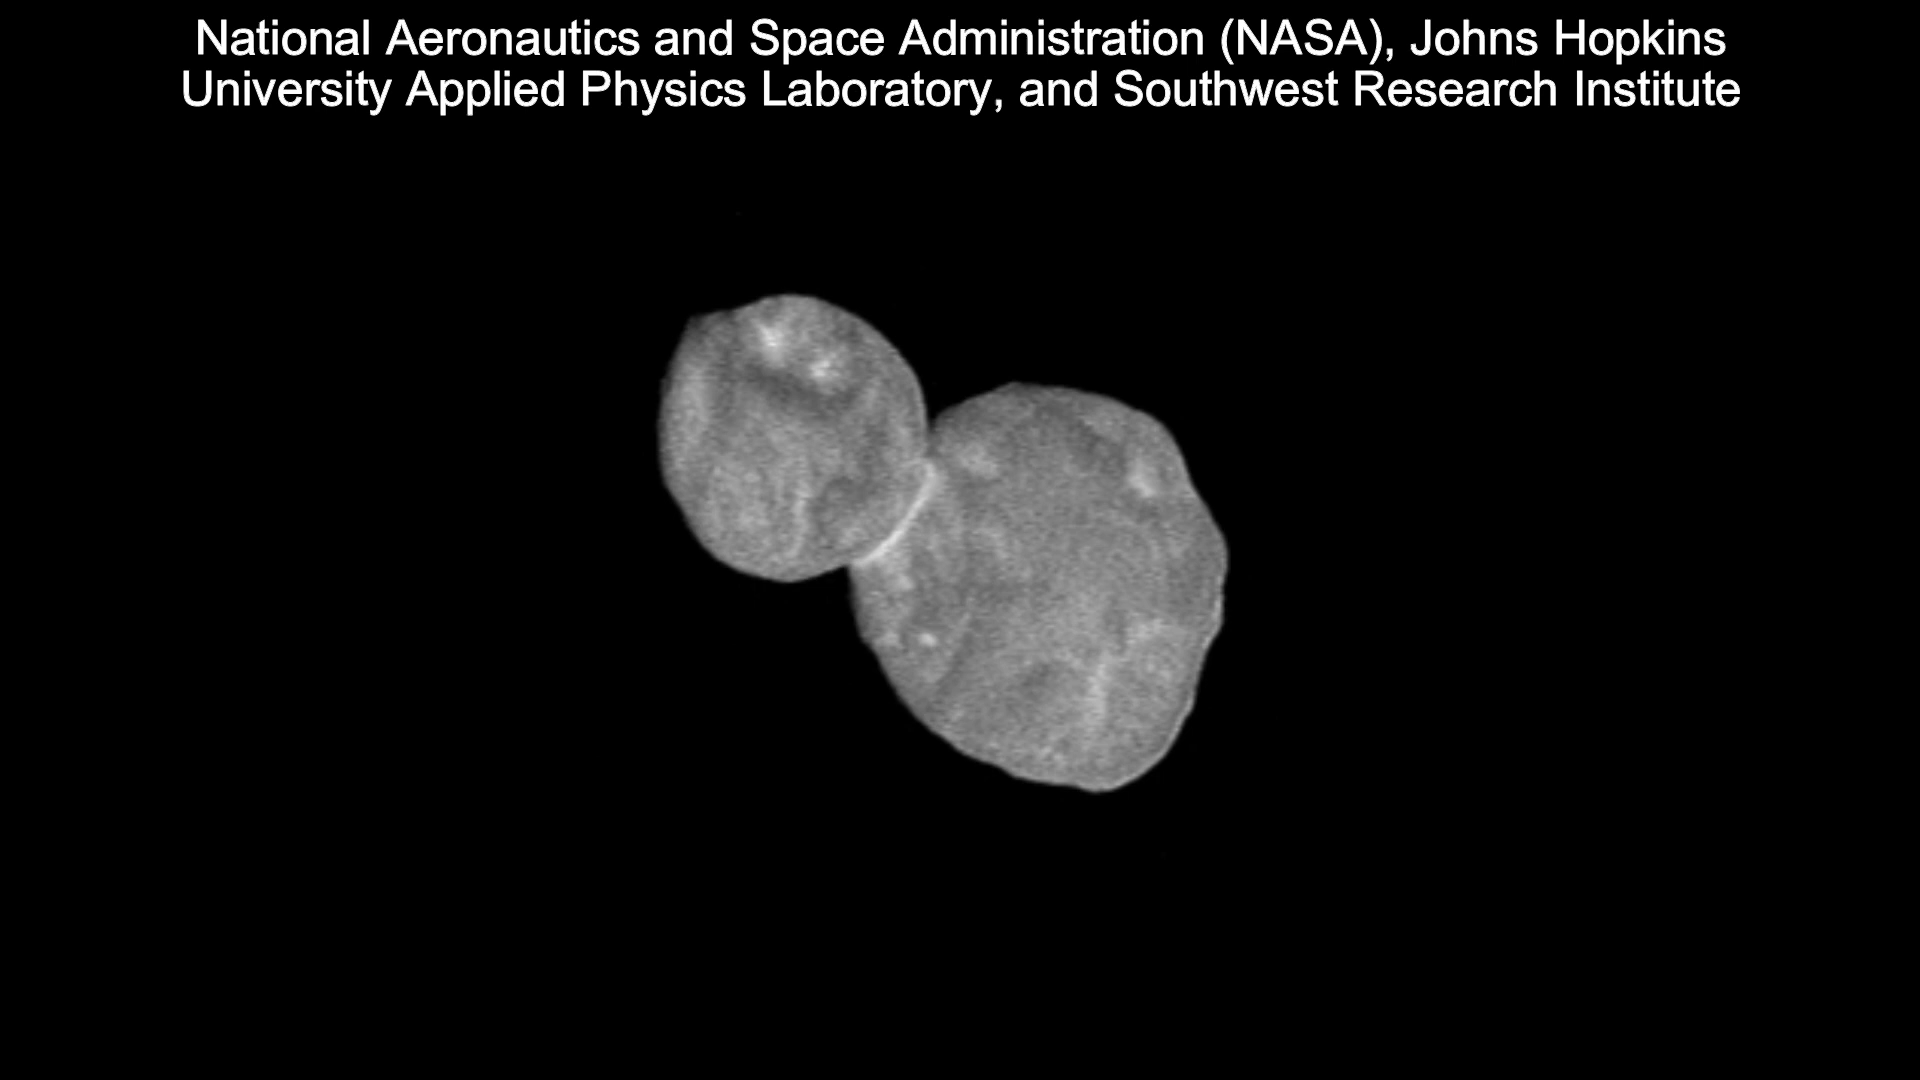 National Aeronautics and Space Administration (NASA), Johns Hopkins
University Applied Physics Laboratory, and Southwest Research Institute